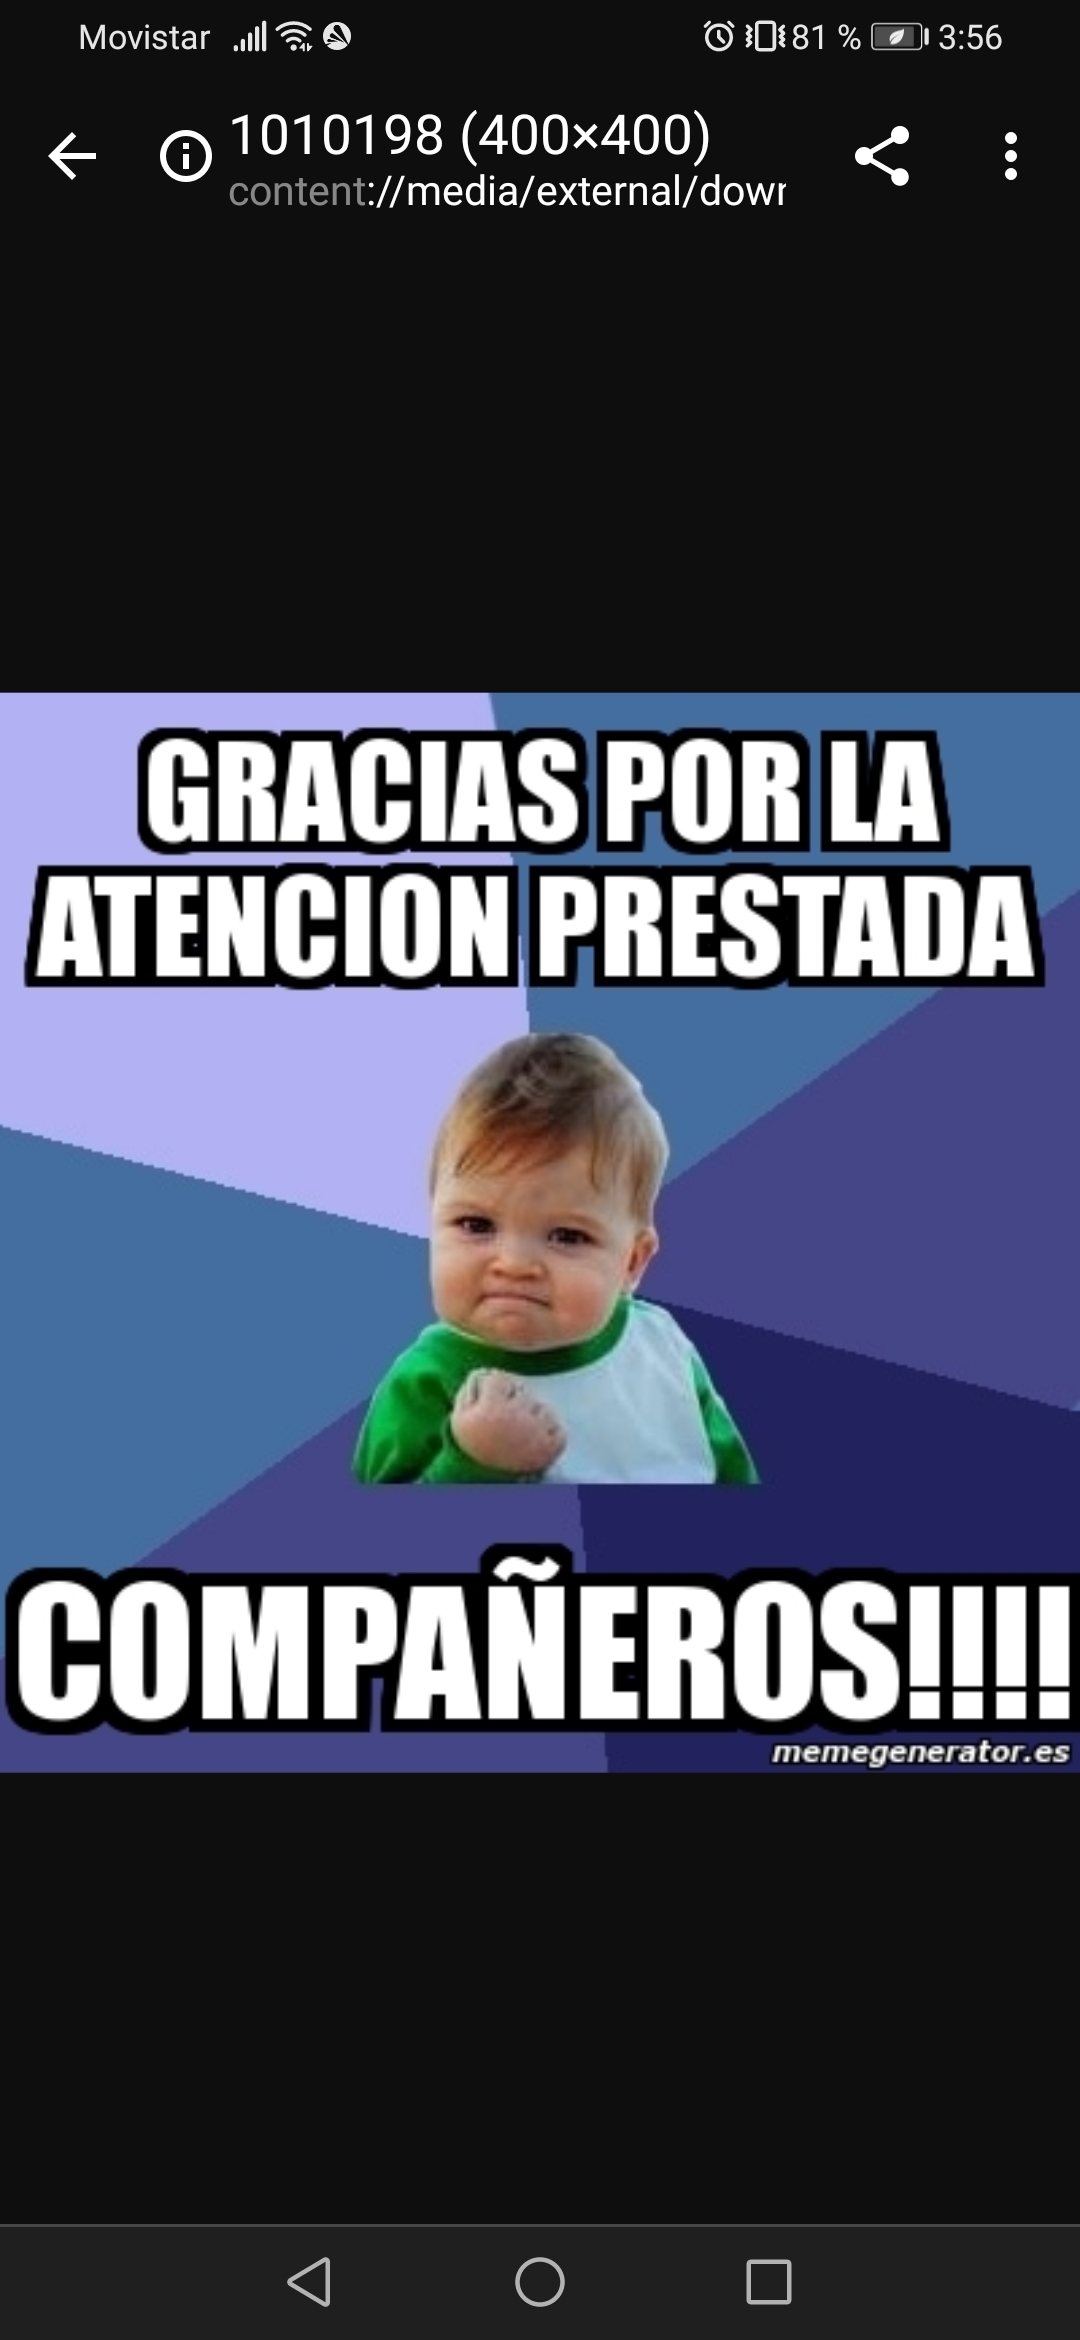 Movistar 81 % 3:56
1010198 (400×400)
content://media/external/dowr
GRACIAS POR LA
ATENCION PRESTADA
COMPAÑEROS!!!!
memegenerator.es